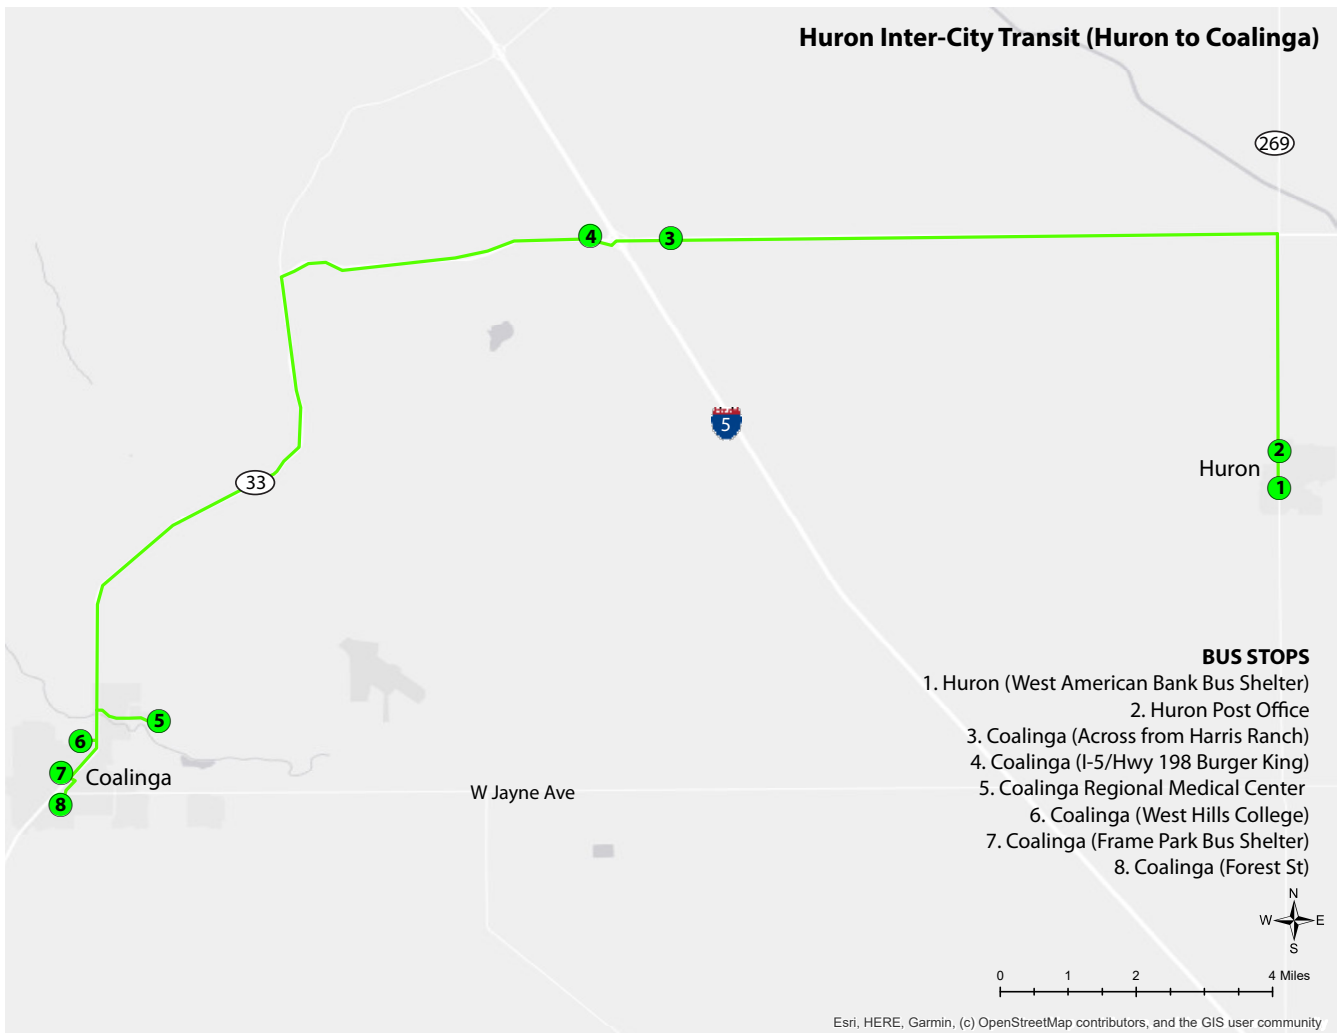 Huron Inter-City Transit (Huron to Coalinga)
269
4
3
5
2
Huron
1
33
BUS STOPS
1. Huron (West American Bank Bus Shelter)
2. Huron Post Office
3. Coalinga (Across from Harris Ranch)
4. Coalinga (I-5/Hwy 198 Burger King)
5. Coalinga Regional Medical Center
6. Coalinga (West Hills College)
7. Coalinga (Frame Park Bus Shelter)
8. Coalinga (Forest St)
5
6
7
Coalinga
8
W Jayne Ave
N
W E
S
0 1 2 4 Miles
Esri, HERE, Garmin, (c) OpenStreetMap contributors, and the GIS user community